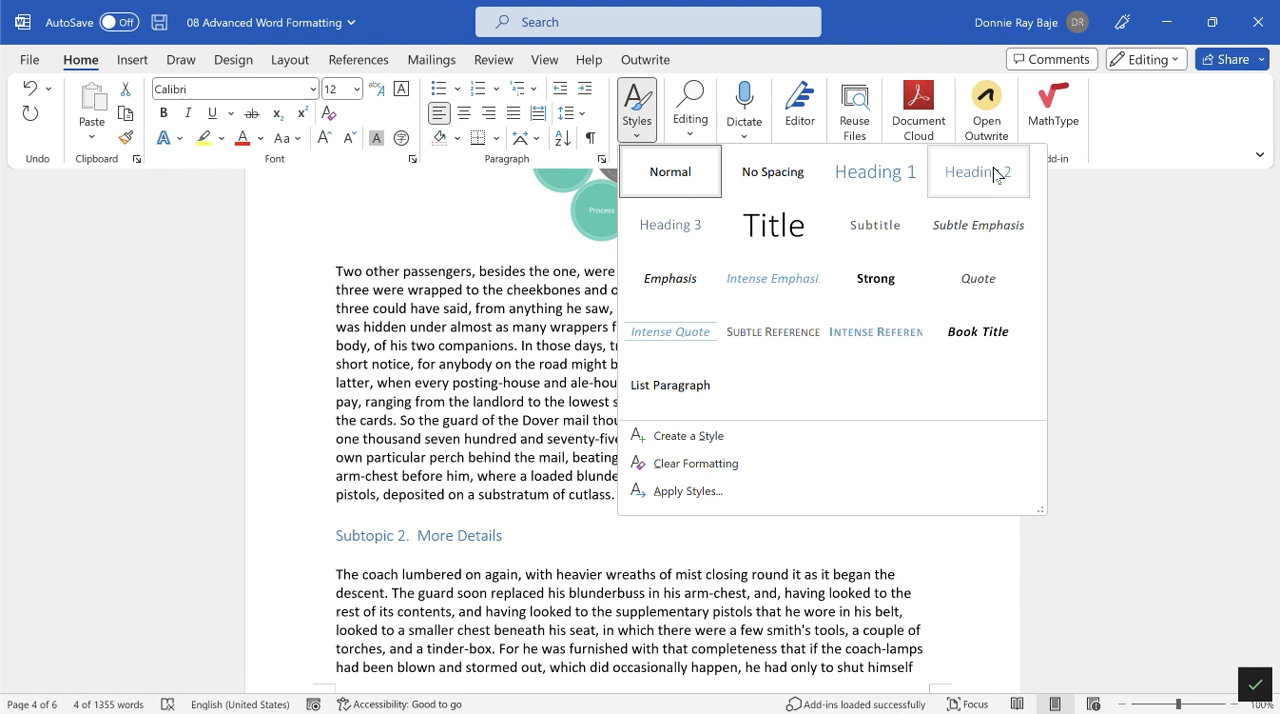 AutoSave Off 08 Advanced Word Formatting Search Donnie Ray Baje DR
File Home Insert Draw Design Layout References Mailings Review View Help Outwrite Comments Editing Share
Calibri 12
Paste Styles Editing Dictate Editor Reuse Files Document Cloud Open Outwrite MathType
Undo Clipboard Font Paragraph dd-in
Normal No Spacing Heading 1 Heading 2
Process
Heading 3 Title Subtitle Subtle Emphasis
Emphasis Intense Emphasi. Strong Quote
Intense Quote Subtle Reference Intense Referen Book Title
List Paragraph
Create a Style
Clear Formatting
Apply Styles...
Two other passengers, besides the one, were
three were wrapped to the cheekbones and
three could have said, from anything he saw,
was hidden under almost as many wrappers
body, of his two companions. In those days,
short notice, for anybody on the road might
latter, when every posting-house and
pay, ranging from the landlord to the lowest
the cards. So the guard of the Dover mail
one thousand seven hundred and
own particular perch behind the mail, beating
arm-chest before him, where a loaded
pistols, deposited on a substratum of cutlass.
Subtopic 2. More Details
The coach lumbered on again, with heavier wreaths of mist closing round it as it began the
descent. The guard soon replaced his blunderbuss in his arm-chest, and, having looked to the
rest of its contents, and having looked to the supplementary pistols that he wore in his belt,
looked to a smaller chest beneath his seat, in which there were a few smith's tools, a couple of
torches, and a tinder-box. For he was furnished with that completeness that if the coach-lamps
had been blown and stormed out, which did occasionally happen, he had only to shut himself
Page 4 of 6 4 of 1355 words English (United States) Accessibility: Good to go Add-ins loaded successfully Focus 100%